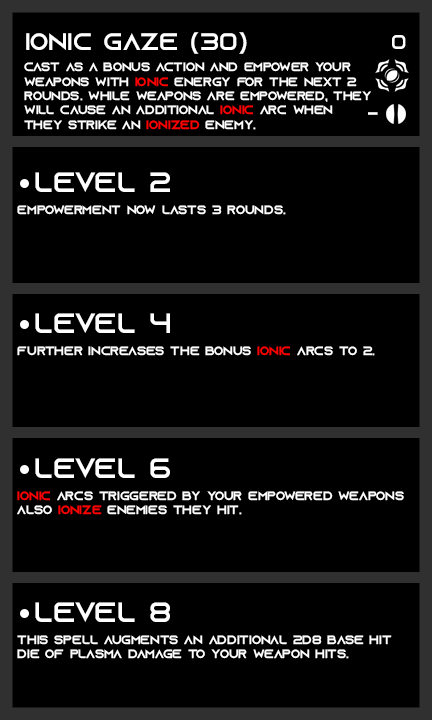 IONIC GAZE (30)
0
CAST AS A BONUS ACTION AND EMPOWER YOUR
WEAPONS WITH IONIC ENERGY FOR THE NEXT 2
ROUNDS. WHILE WEAPONS ARE EMPOWERED, THEY
WILL CAUSE AN ADDITIONAL IONIC ARC WHEN
THEY STRIKE AN IONIZED ENEMY.
-
•LEVEL 2
EMPOWERMENT NOW LASTS 3 ROUNDS.
•LEVEL 4
FURTHER INCREASES THE BONUS IONIC ARCS TO 2.
•LEVEL 6
IONIC ARCS TRIGGERED BY YOUR EMPOWERED WEAPONS
ALSO IONIZE ENEMIES THEY HIT.
•LEVEL 8
THIS SPELL AUGMENTS AN ADDITIONAL 2D8 BASE HIT
DIE OF PLASMA DAMAGE TO YOUR WEAPON HITS.